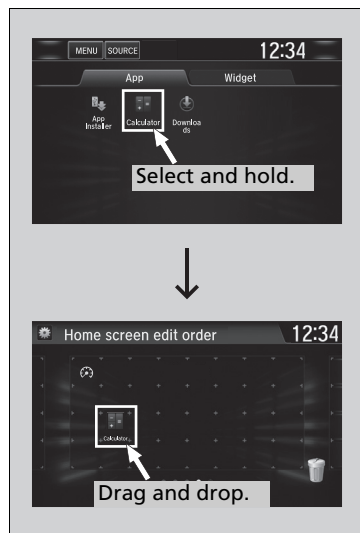 MENU SOURCE 12:34
App Widget
App
Installer
Calculator
Downloa
ds
Select and hold.
Home screen edit order 12:34
Calculator
Drag and drop.